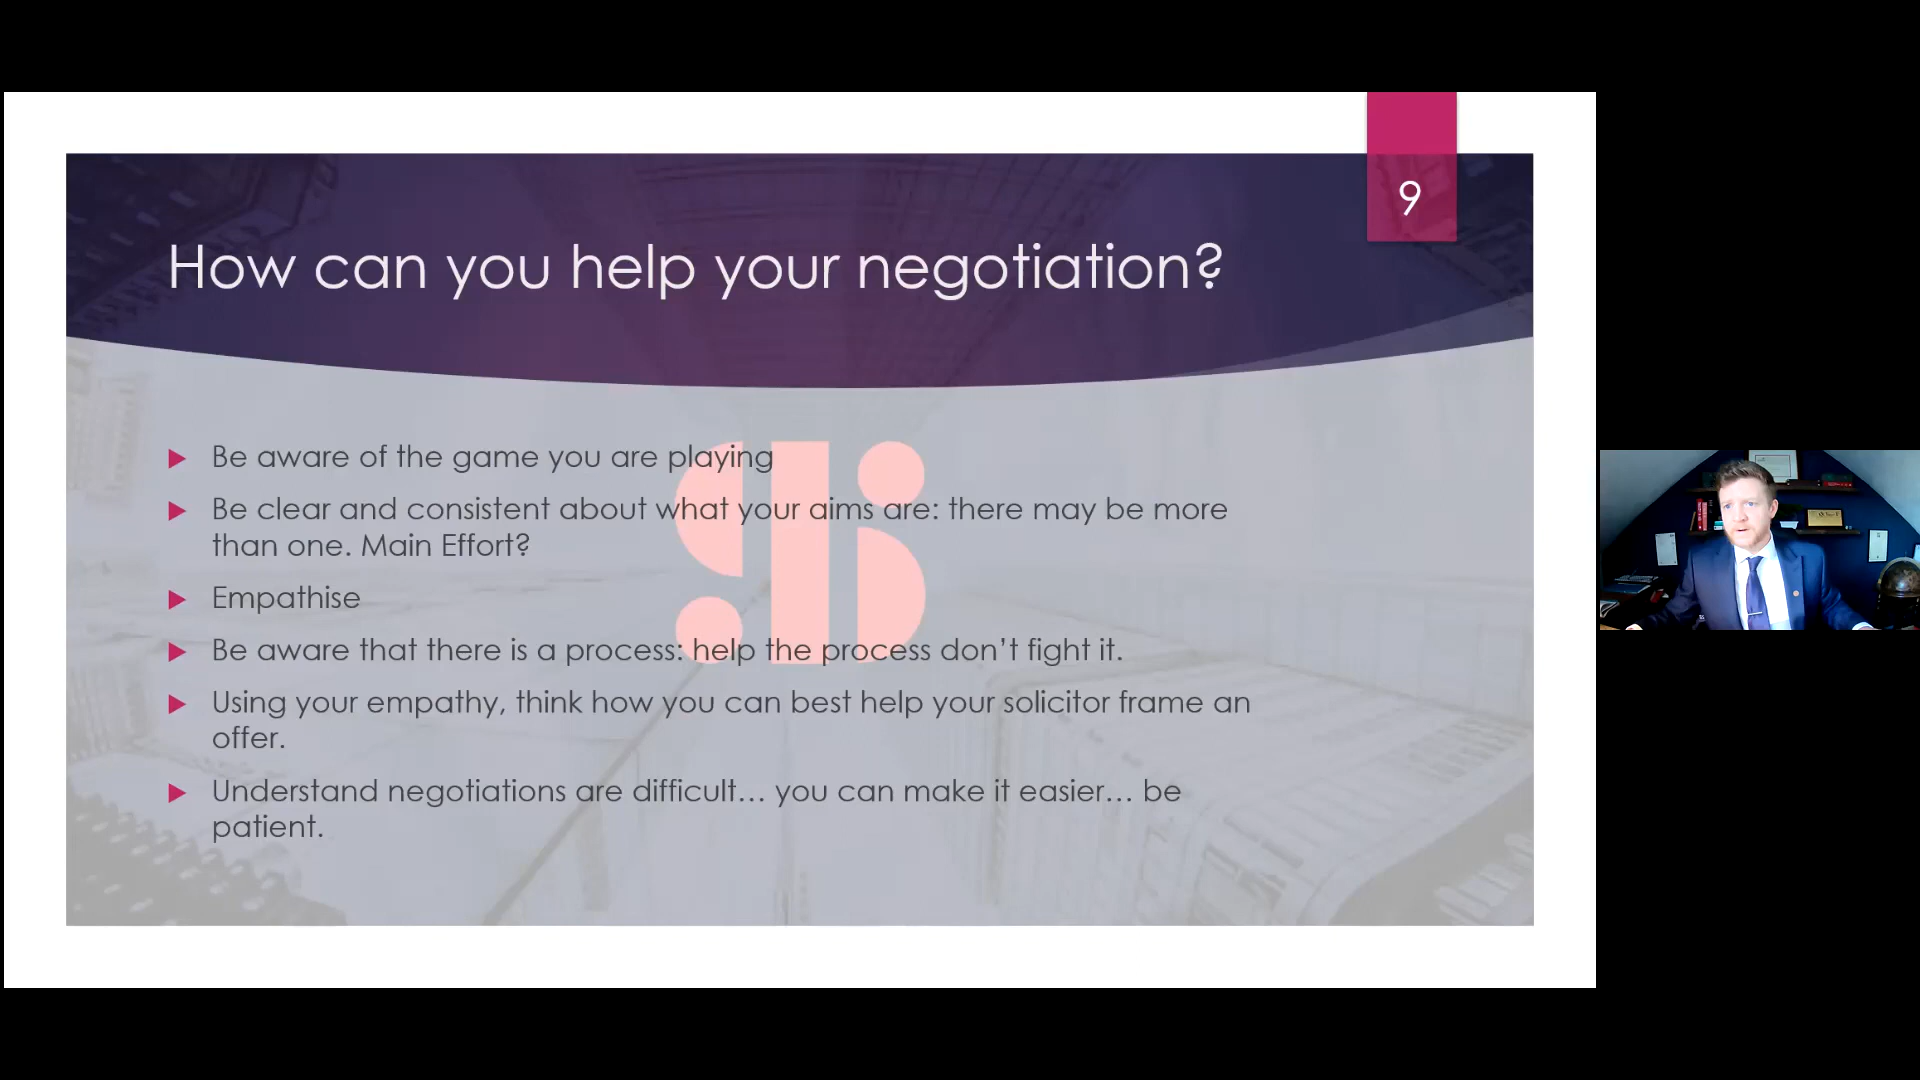 9
How can you help your negotiation?
Be aware of the game you are playing
Be clear and consistent about what your aims are: there may be more
than one. Main Effort?
Empathise
Be aware that there is a process: help the process don’t fight it.
Using your empathy, think how you can best help your solicitor frame an
offer.
Understand negotiations are difficult… you can make it easier… be
patient.